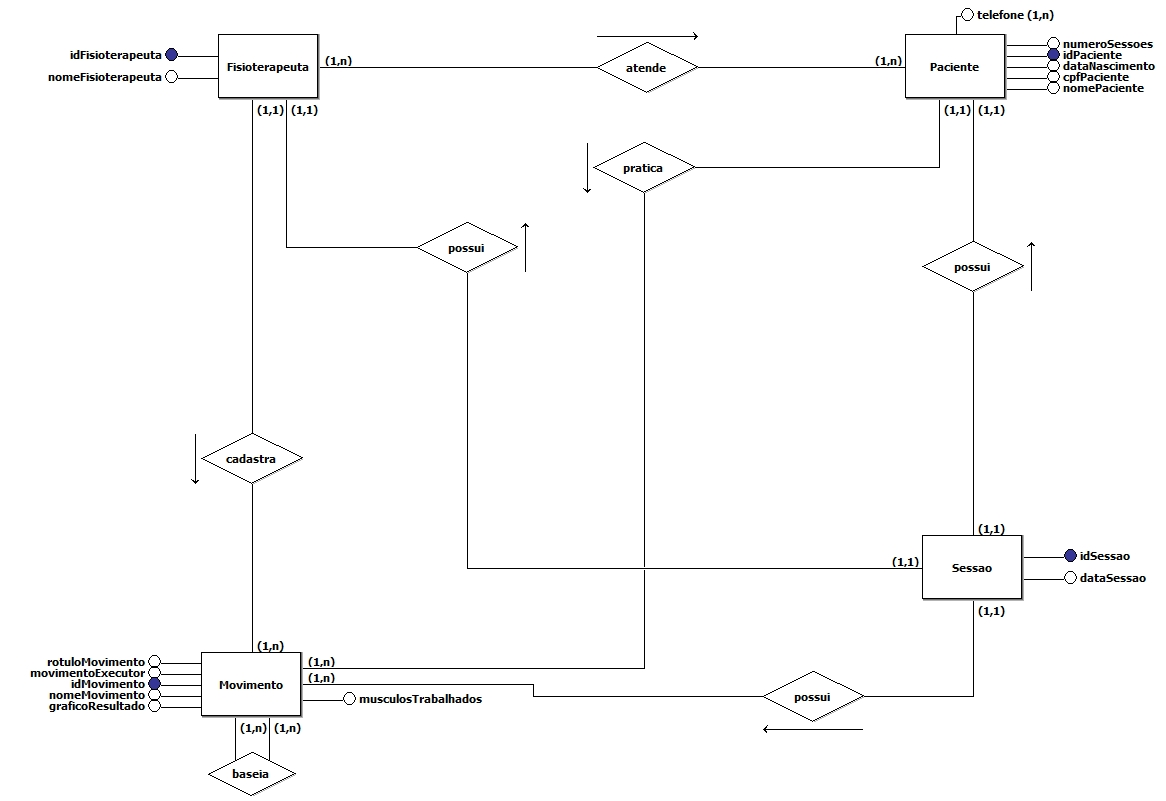 telefone (1,n)
idFisioterapeuta
nomeFisioterapeuta
Fisioterapeuta
(1,n)
atende
(1,n)
Paciente
numeroSessoes
idPaciente
dataNascimento
cpfPaciente
nomePaciente
(1,1)
(1,1)
(1,1)
(1,1)
pratica
possui
possui
cadastra
(1,1)
(1,1)
Sessao
idSessao
dataSessao
(1,1)
(1,n)
rotuloMovimento
movimentoExecutor
idMovimento
nomeMovimento
graficoResultado
Movimento
(1,n)
(1,n)
musculosTrabalhados
possui
(1,n)
(1,n)
baseia